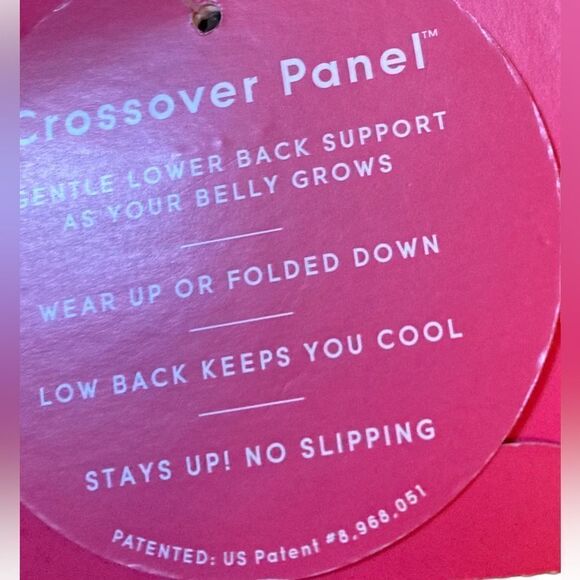 Crossover Panel™
GENTLE LOWER BACK SUPPORT
AS YOUR BELLY GROWS
WEAR UP OR FOLDED DOWN
LOW BACK KEEPS YOU COOL
STAYS UP! NO SLIPPING
PATENTED: US Patent #8,968,051